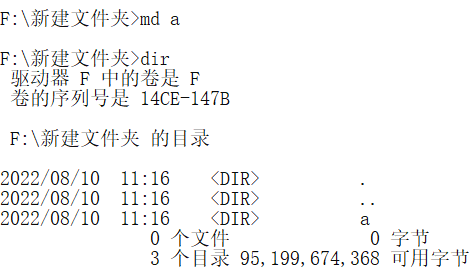 F:\新建文件夹>md a
F:\新建文件夹>dir
驱动器 F 中的卷是 F
卷的序列号是 14CE-147B
F:\新建文件夹 的目录
2022/08/10  11:16    <DIR>          .
2022/08/10  11:16    <DIR>          ..
2022/08/10  11:16    <DIR>          a
0 个文件              0 字节
3 个目录 95,199,674,368 可用字节